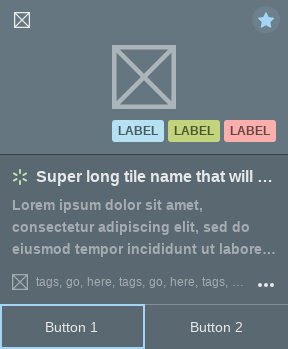 LABEL LABEL LABEL
Super long tile name that will ...
Lorem ipsum dolor sit amet,
consectetur adipiscing elit, sed do
eiusmod tempor incididunt ut labore...
tags, go, here, tags, go, here, tags, ...
Button 1 Button 2